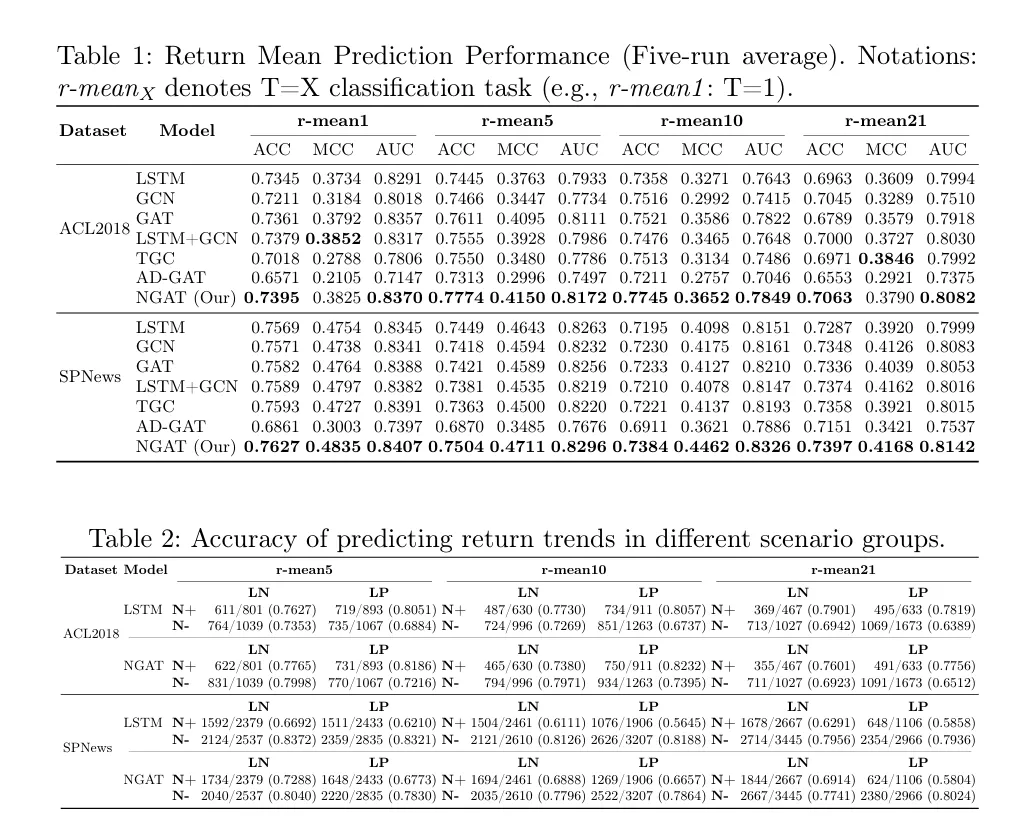 Table 1: Return Mean Prediction Performance (Five-run average). Notations:
r-mean_X denotes T=X classification task (e.g., r-mean1: T=1).
Dataset Model r-mean1 r-mean5 r-mean10 r-mean21
ACC MCC AUC ACC MCC AUC ACC MCC AUC ACC MCC AUC
ACL2018
LSTM 0.7345 0.3734 0.8291 0.7445 0.3763 0.7933 0.7358 0.3271 0.7643 0.6963 0.3609 0.7994
GCN 0.7211 0.3184 0.8018 0.7466 0.3447 0.7734 0.7516 0.2992 0.7415 0.7045 0.3289 0.7510
GAT 0.7361 0.3792 0.8357 0.7611 0.4095 0.8111 0.7521 0.3586 0.7822 0.6789 0.3579 0.7918
LSTM+GCN 0.7379 0.3852 0.8317 0.7555 0.3928 0.7986 0.7476 0.3465 0.7648 0.7000 0.3727 0.8030
TGC 0.7018 0.2788 0.7806 0.7550 0.3480 0.7786 0.7513 0.3134 0.7486 0.6971 0.3846 0.7992
AD-GAT 0.6571 0.2105 0.7147 0.7313 0.2996 0.7497 0.7211 0.2757 0.7046 0.6553 0.2921 0.7375
NGAT (Our) 0.7395 0.3825 0.8370 0.7774 0.4150 0.8172 0.7745 0.3652 0.7849 0.7063 0.3790 0.8082
SPNews
LSTM 0.7569 0.4754 0.8345 0.7449 0.4643 0.8263 0.7195 0.4098 0.8151 0.7287 0.3920 0.7999
GCN 0.7571 0.4738 0.8341 0.7418 0.4594 0.8232 0.7230 0.4175 0.8161 0.7348 0.4126 0.8083
GAT 0.7582 0.4764 0.8388 0.7421 0.4589 0.8256 0.7233 0.4127 0.8210 0.7336 0.4039 0.8053
LSTM+GCN 0.7589 0.4797 0.8382 0.7381 0.4535 0.8219 0.7210 0.4078 0.8147 0.7374 0.4162 0.8016
TGC 0.7593 0.4727 0.8391 0.7363 0.4500 0.8220 0.7221 0.4137 0.8193 0.7358 0.3921 0.8015
AD-GAT 0.6861 0.3003 0.7397 0.6870 0.3485 0.7676 0.6911 0.3621 0.7886 0.7151 0.3421 0.7537
NGAT (Our) 0.7627 0.4835 0.8407 0.7504 0.4711 0.8296 0.7384 0.4462 0.8326 0.7397 0.4168 0.8142
Table 2: Accuracy of predicting return trends in different scenario groups.
Dataset Model r-mean5 r-mean10 r-mean21
ACL2018
LN LP LN LP LN LP
LSTM N+ 611/801 (0.7627) 719/893 (0.8051) N+ 487/630 (0.7730) 734/911 (0.8057) N+ 369/467 (0.7901) 495/633 (0.7819)
N- 764/1039 (0.7353) 735/1067 (0.6884) N- 724/996 (0.7269) 851/1263 (0.6737) N- 713/1027 (0.6942) 1069/1673 (0.6389)
LN LP LN LP LN LP
NGAT N+ 622/801 (0.7765) 731/893 (0.8186) N+ 465/630 (0.7380) 750/911 (0.8232) N+ 355/467 (0.7601) 491/633 (0.7756)
N- 831/1039 (0.7998) 770/1067 (0.7216) N- 794/996 (0.7971) 934/1263 (0.7395) N- 711/1027 (0.6923) 1091/1673 (0.6512)
SPNews
LN LP LN LP LN LP
LSTM N+ 1592/2379 (0.6692) 1511/2433 (0.6210) N+ 1504/2461 (0.6111) 1076/1906 (0.5645) N+ 1678/2667 (0.6291) 648/1106 (0.5858)
N- 2124/2537 (0.8372) 2359/2835 (0.8321) N- 2121/2610 (0.8126) 2626/3207 (0.8188) N- 2714/3445 (0.7956) 2354/2966 (0.7936)
LN LP LN LP LN LP
NGAT N+ 1734/2379 (0.7288) 1648/2433 (0.6773) N+ 1694/2461 (0.6888) 1269/1906 (0.6657) N+ 1844/2667 (0.6914) 624/1106 (0.5804)
N- 2040/2537 (0.8040) 2220/2835 (0.7830) N- 2035/2610 (0.7796) 2522/3207 (0.7864) N- 2667/3445 (0.7741) 2380/2966 (0.8024)